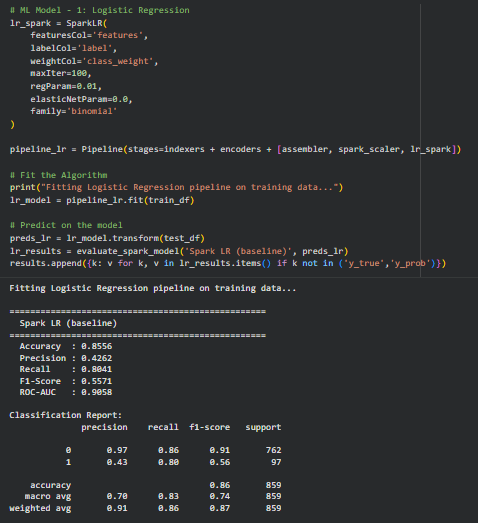 # ML Model - 1: Logistic Regression
lr_spark = SparkLR(
    featuresCol='features',
    labelCol='label',
    weightCol='class_weight',
    maxIter=100,
    regParam=0.01,
    elasticNetParam=0.0,
    family='binomial'
)

pipeline_lr = Pipeline(stages=indexers + encoders + [assembler, spark_scaler, lr_spark])

# Fit the Algorithm
print("Fitting Logistic Regression pipeline on training data...")
lr_model = pipeline_lr.fit(train_df)

# Predict on the model
preds_lr = lr_model.transform(test_df)
lr_results = evaluate_spark_model('Spark LR (baseline)', preds_lr)
results.append({k: v for k, v in lr_results.items() if k not in ('y_true','y_prob')})

Fitting Logistic Regression pipeline on training data...

==================================================
  Spark LR (baseline)
==================================================
  Accuracy  : 0.8556
  Precision : 0.4262
  Recall    : 0.8041
  F1-Score  : 0.5571
  ROC-AUC   : 0.9058

Classification Report:
              precision    recall  f1-score   support

           0       0.97      0.86      0.91       762
           1       0.43      0.80      0.56        97

    accuracy                           0.86       859
   macro avg       0.70      0.83      0.74       859
weighted avg       0.91      0.86      0.87       859